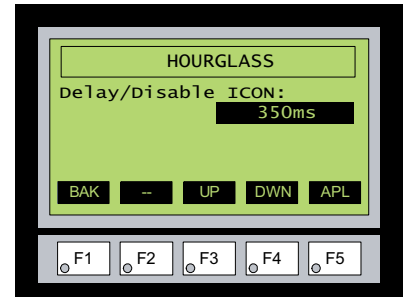 HOURGLASS
Delay/Disable ICON:
350ms
BAK -- UP DWN APL
F1 F2 F3 F4 F5